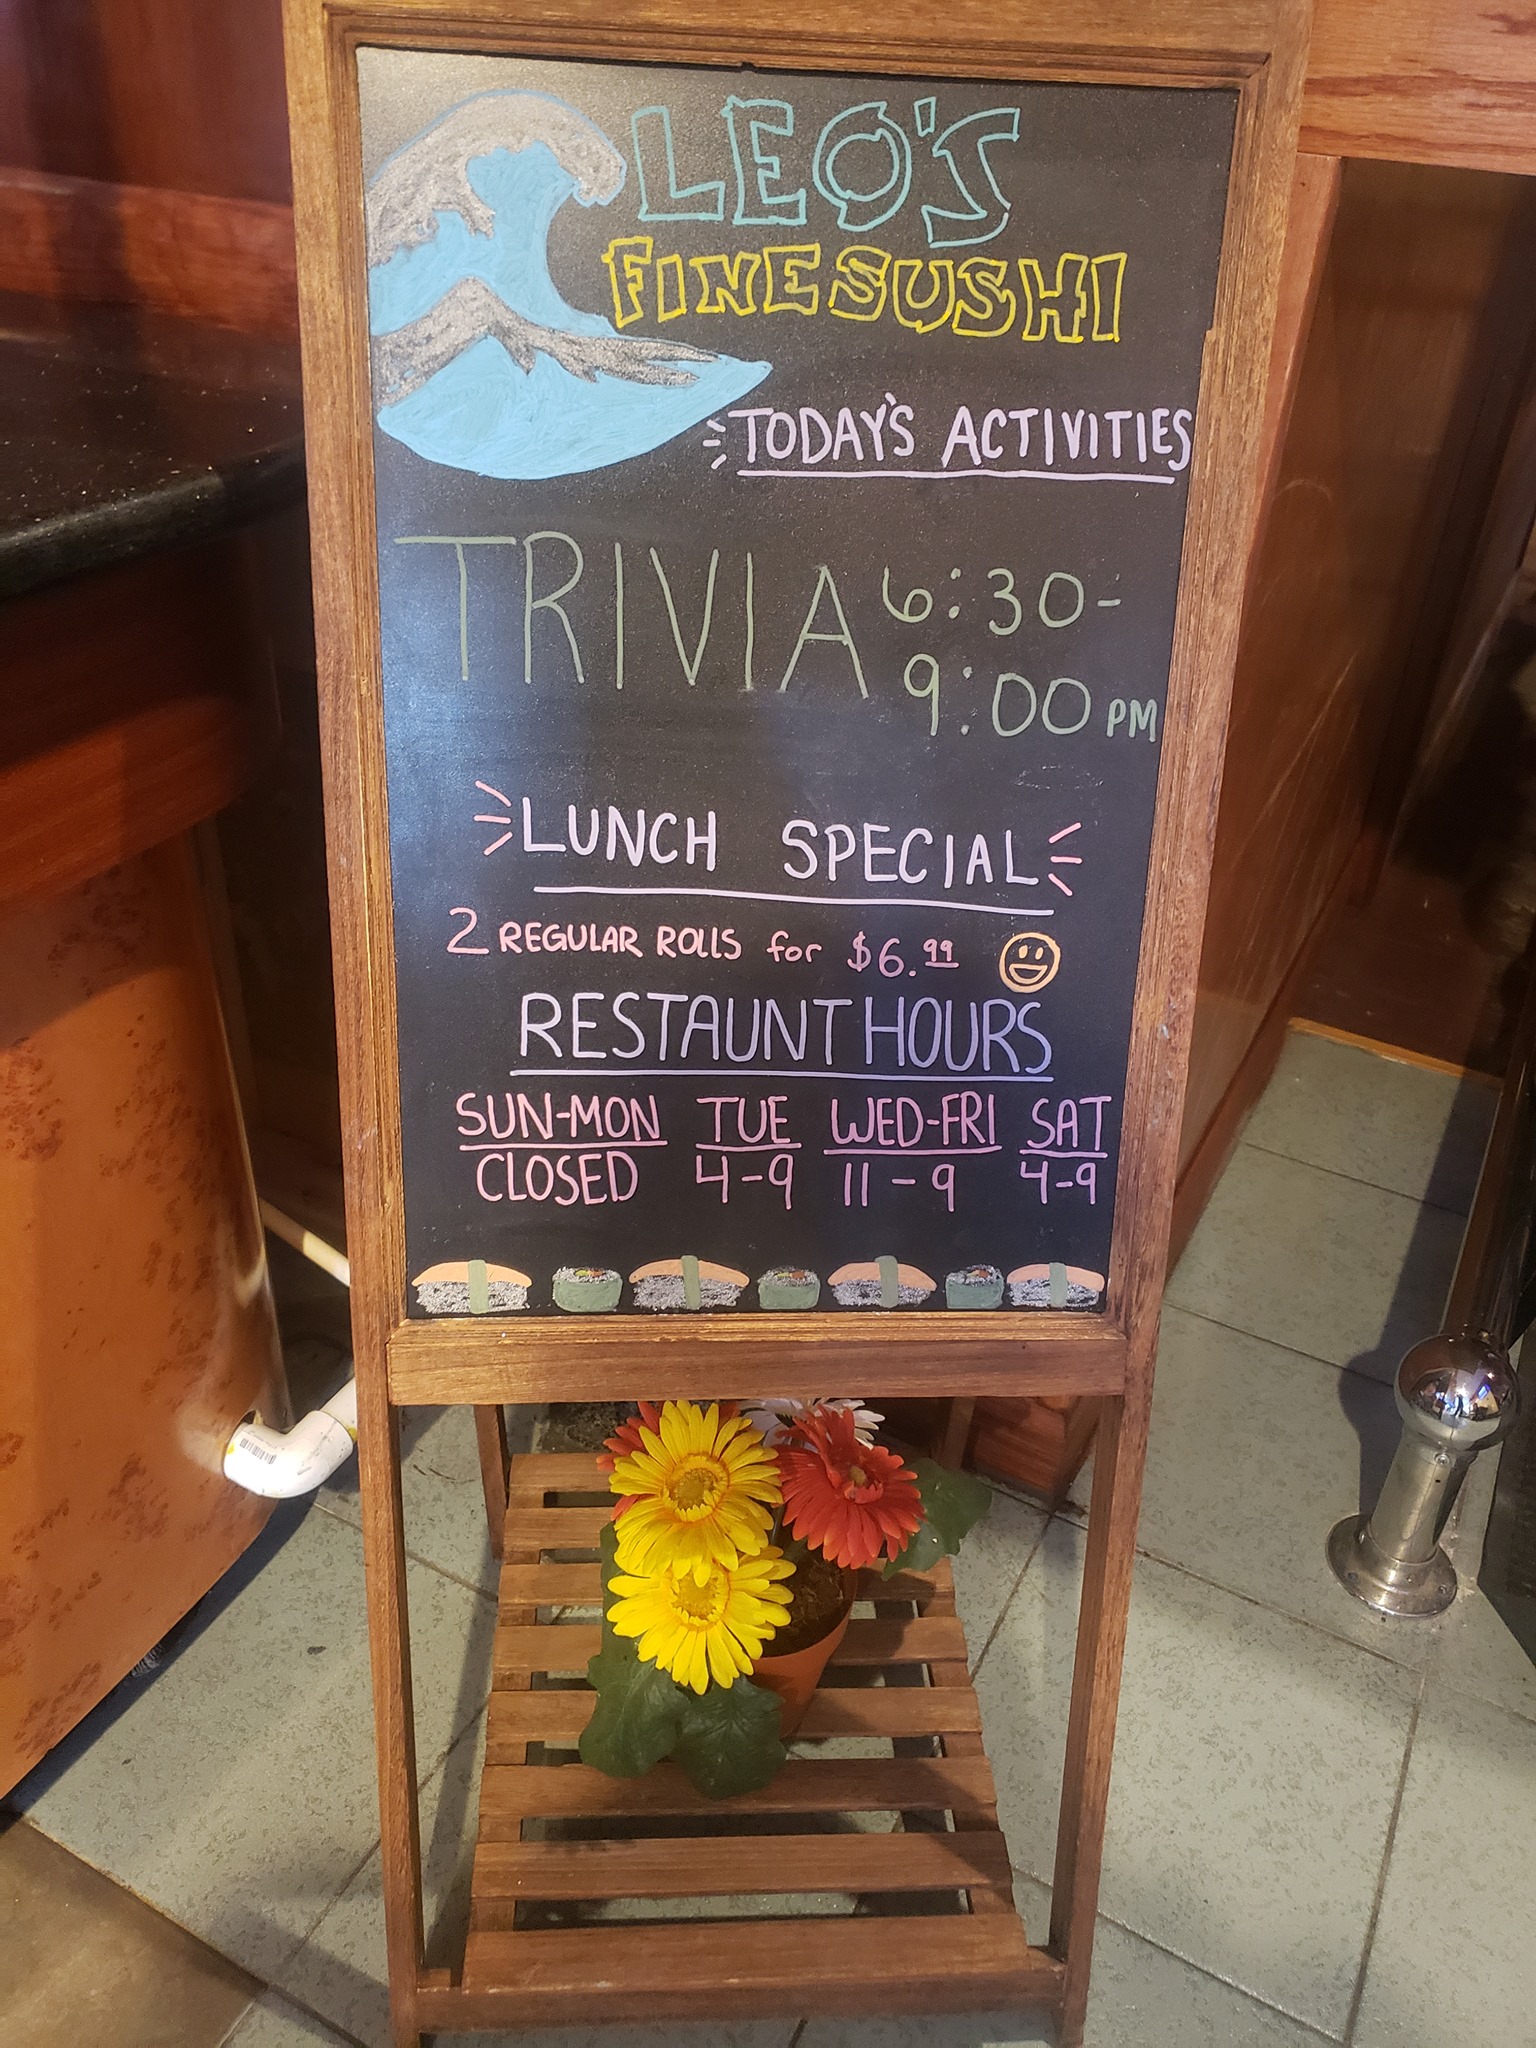 LEO'S
FINE SUSHI
TODAY'S ACTIVITIES
TRIVIA 6:30-
9:00 PM
LUNCH SPECIAL
2 REGULAR ROLLS for $6.99
RESTAUNT HOURS
SUN-MON TUE WED-FRI SAT
CLOSED 4-9 11-9 4-9